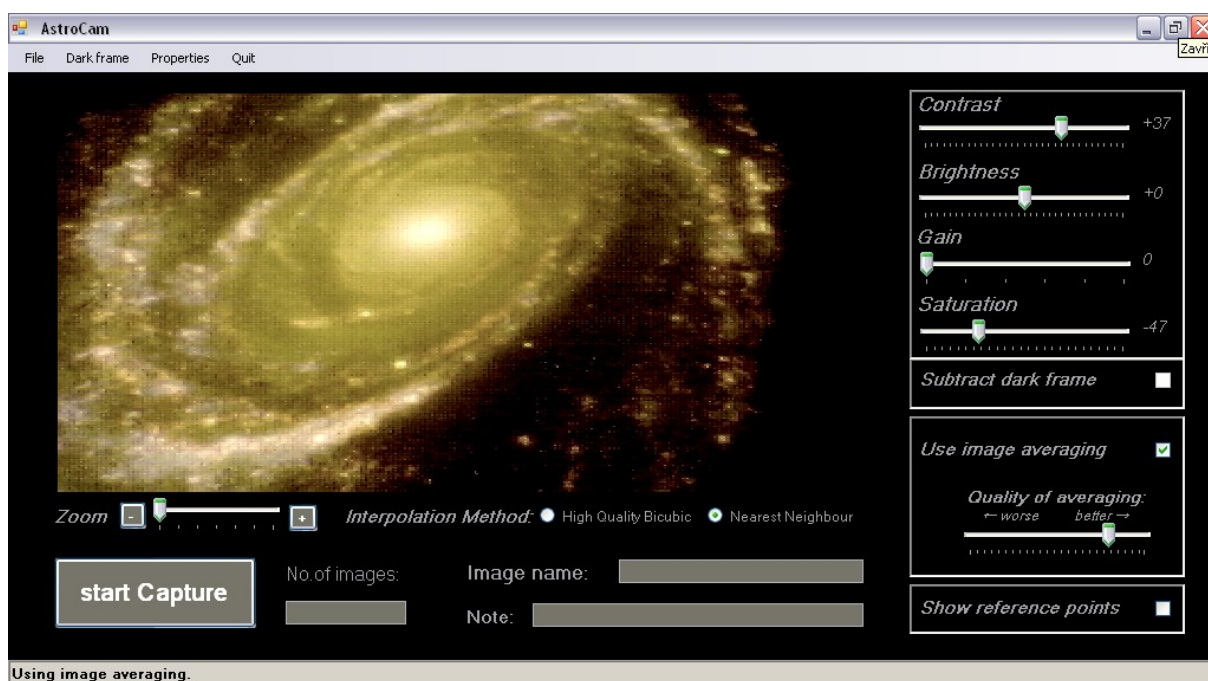 AstroCam
Zavří
File Dark frame Properties Quit
Contrast
+37
Brightness
+0
Gain
0
Saturation
-47
Subtract dark frame
Use image averaging
Quality of averaging:
← worse better →
Zoom - + Interpolation Method: High Quality Bicubic Nearest Neighbour
start Capture
No.of images:
Image name:
Note:
Show reference points
Using image averaging.